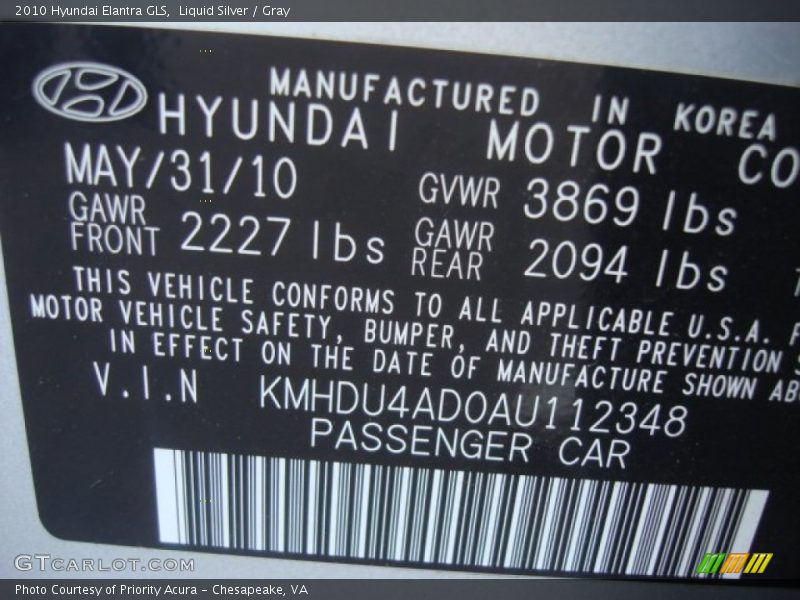 2010 Hyundai Elantra GLS,  Liquid Silver / Gray
MANUFACTURED IN KOREA
HYUNDAI MOTOR CO
MAY/31/10 GVWR 3869 lbs
GAWR FRONT 2227 lbs GAWR REAR 2094 lbs
THIS VEHICLE CONFORMS TO ALL APPLICABLE U.S.A. F
MOTOR VEHICLE SAFETY, BUMPER, AND THEFT PREVENTION S
IN EFFECT ON THE DATE OF MANUFACTURE SHOWN AB
V.I.N KMHDU4AD0AU112348
PASSENGER CAR
GTCARLOT.COM
Photo Courtesy of Priority Acura – Chesapeake, VA